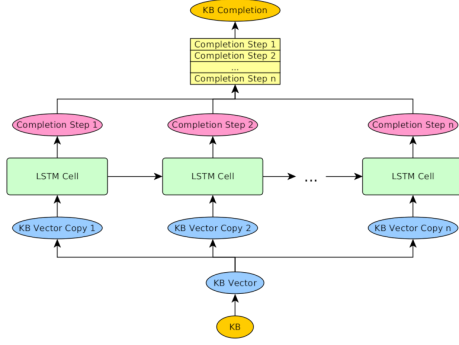 KB Completion
Completion Step 1
Completion Step 2
...
Completion Step n
Completion Step 1
Completion Step 2
Completion Step n
LSTM Cell
LSTM Cell
...
LSTM Cell
KB Vector Copy 1
KB Vector Copy 2
KB Vector Copy n
KB Vector
KB